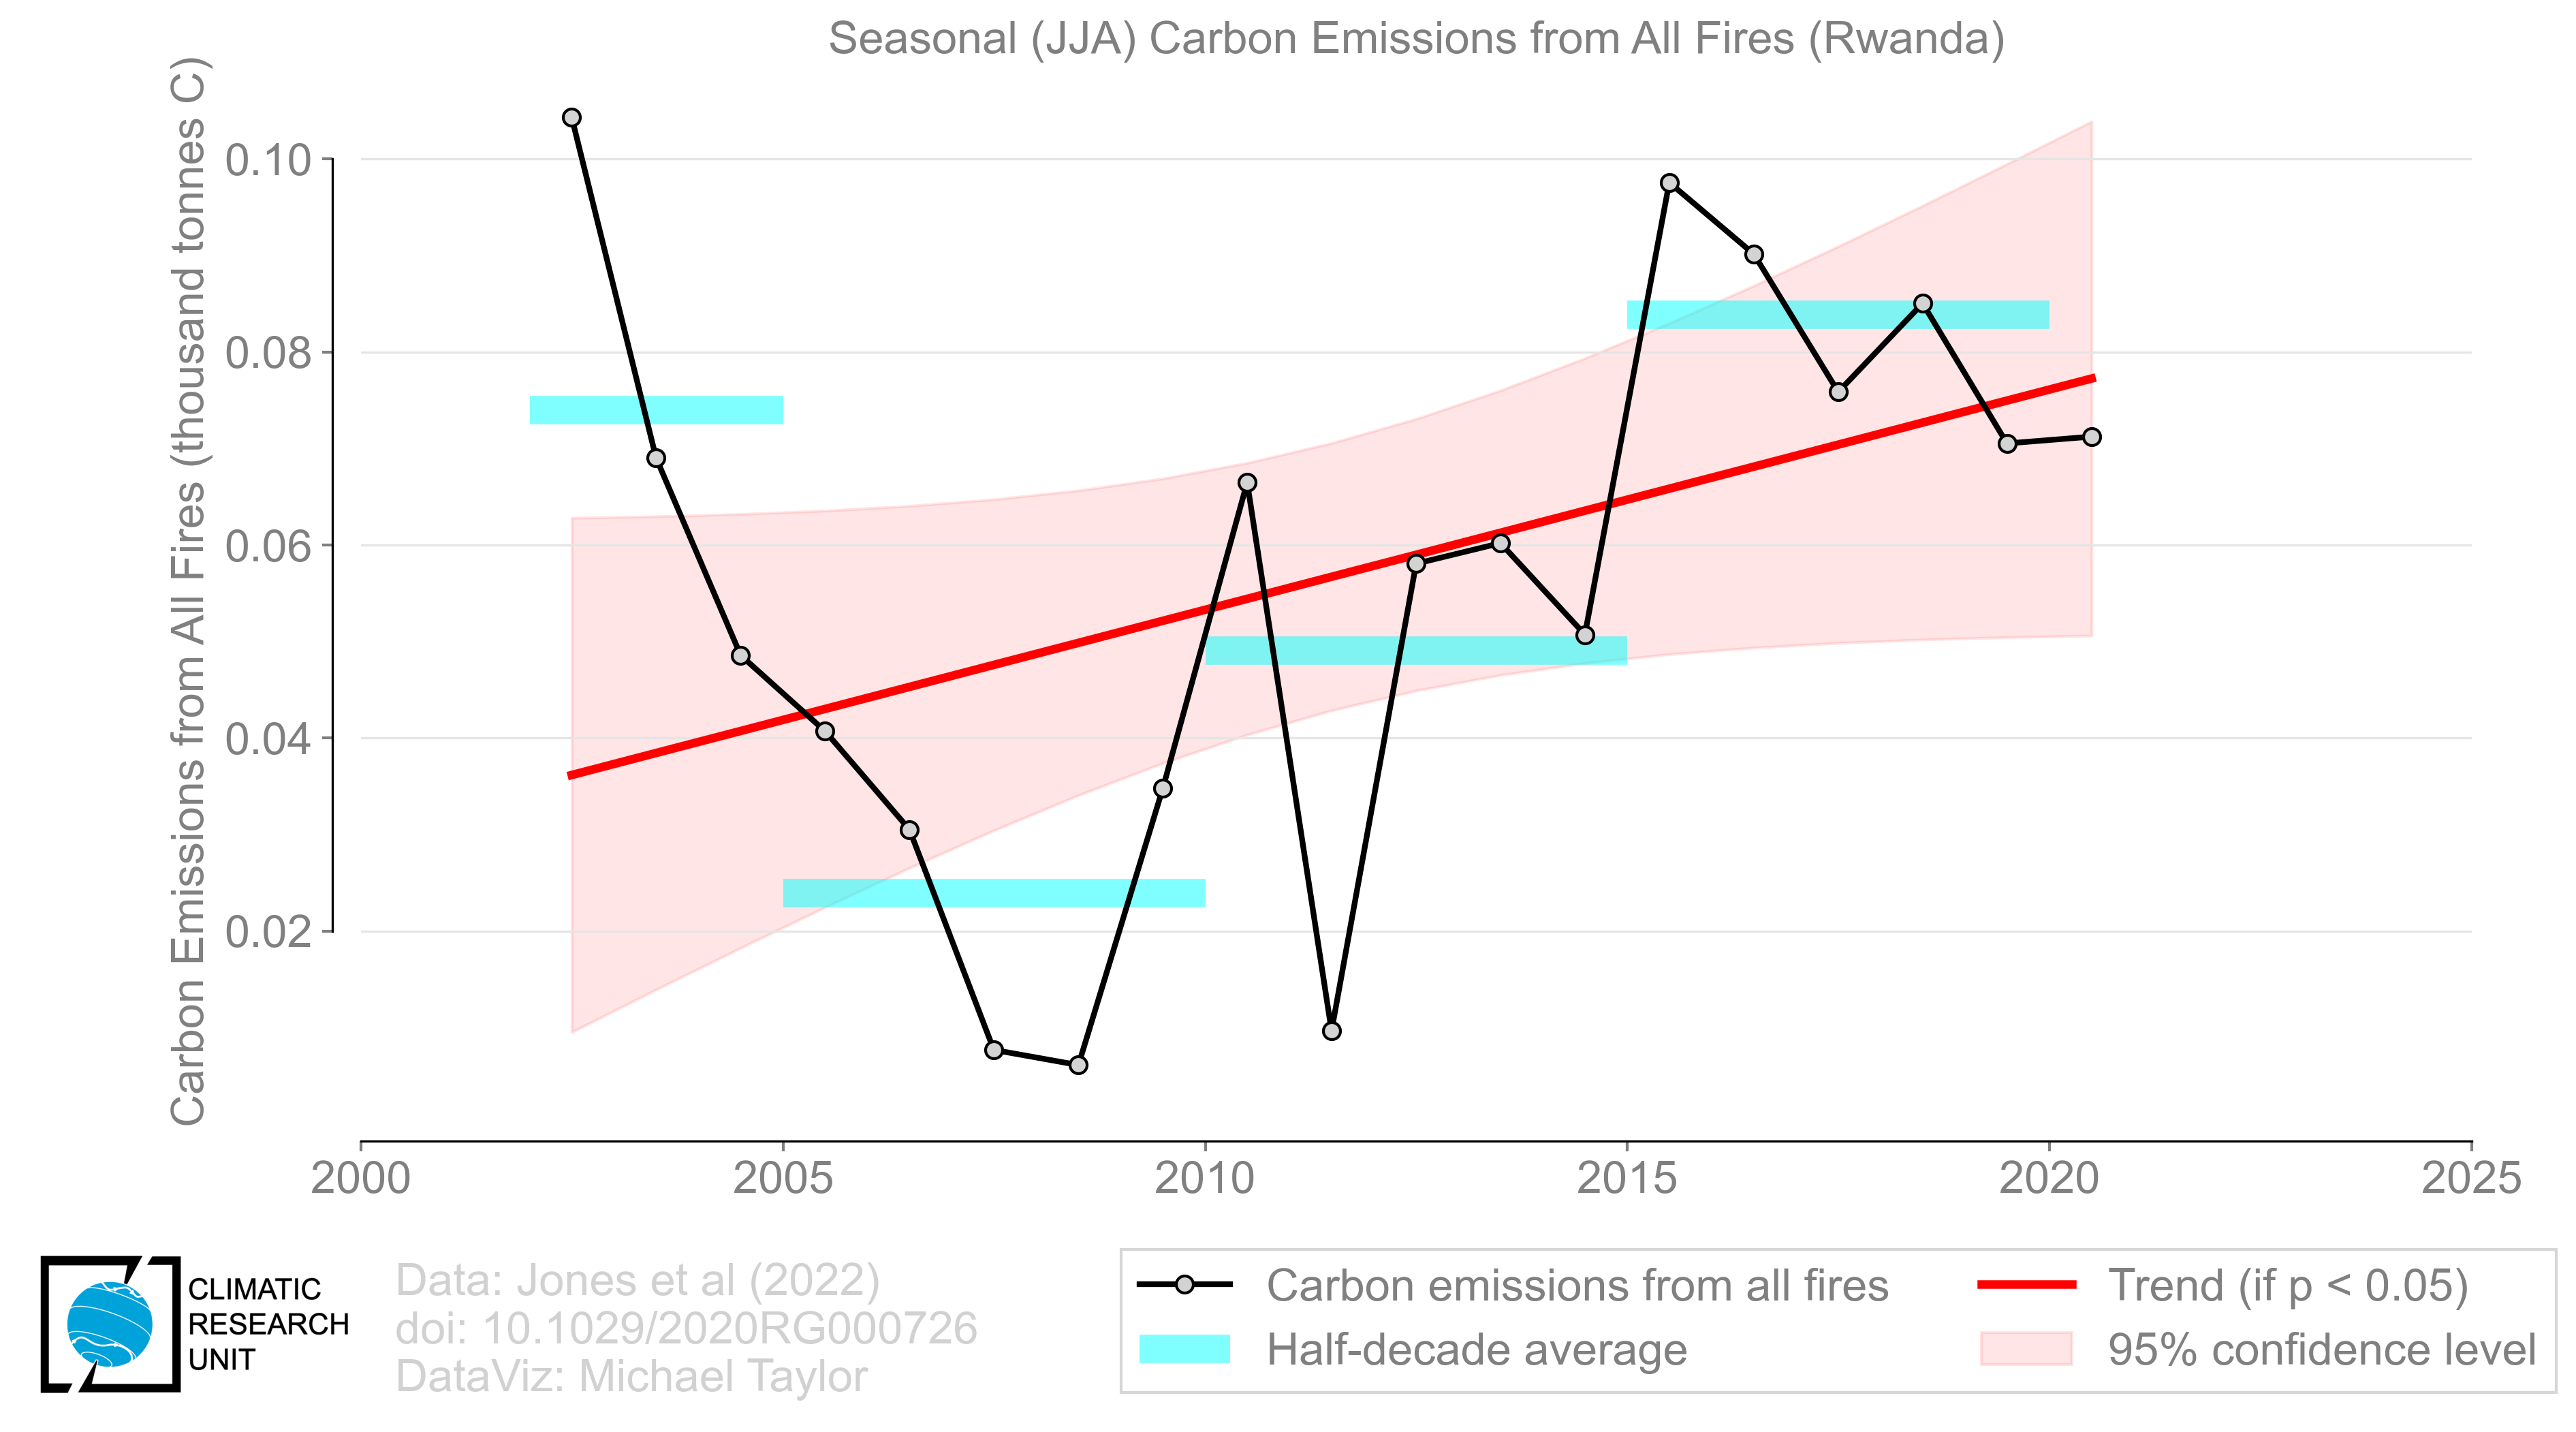 Seasonal (JJA) Carbon Emissions from All Fires (Rwanda)
Carbon Emissions from All Fires (thousand tonnes C)
0.10
0.08
0.06
0.04
0.02
2000 2005 2010 2015 2020 2025
CLIMATIC
RESEARCH
UNIT
Data: Jones et al (2022)
doi: 10.1029/2020RG000726
DataViz: Michael Taylor
Carbon emissions from all fires
Half-decade average
Trend (if p < 0.05)
95% confidence level